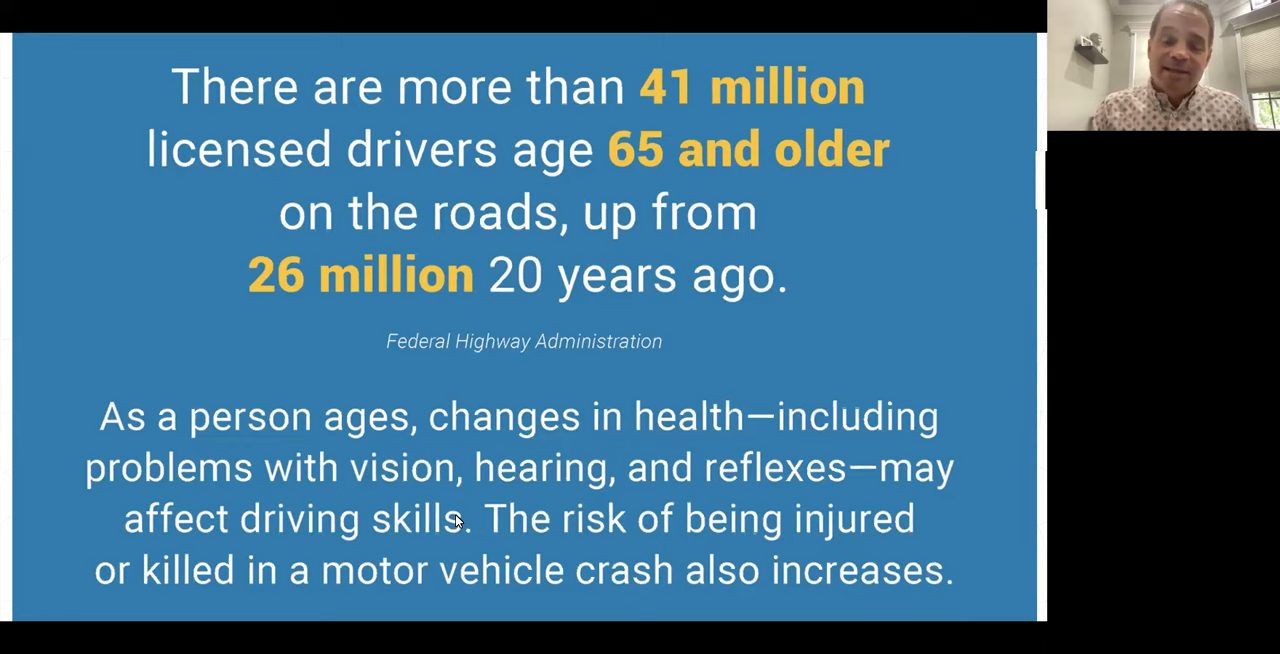 There are more than 41 million
licensed drivers age 65 and older
on the roads, up from
26 million 20 years ago.
Federal Highway Administration
As a person ages, changes in health—including
problems with vision, hearing, and reflexes—may
affect driving skills. The risk of being injured
or killed in a motor vehicle crash also increases.